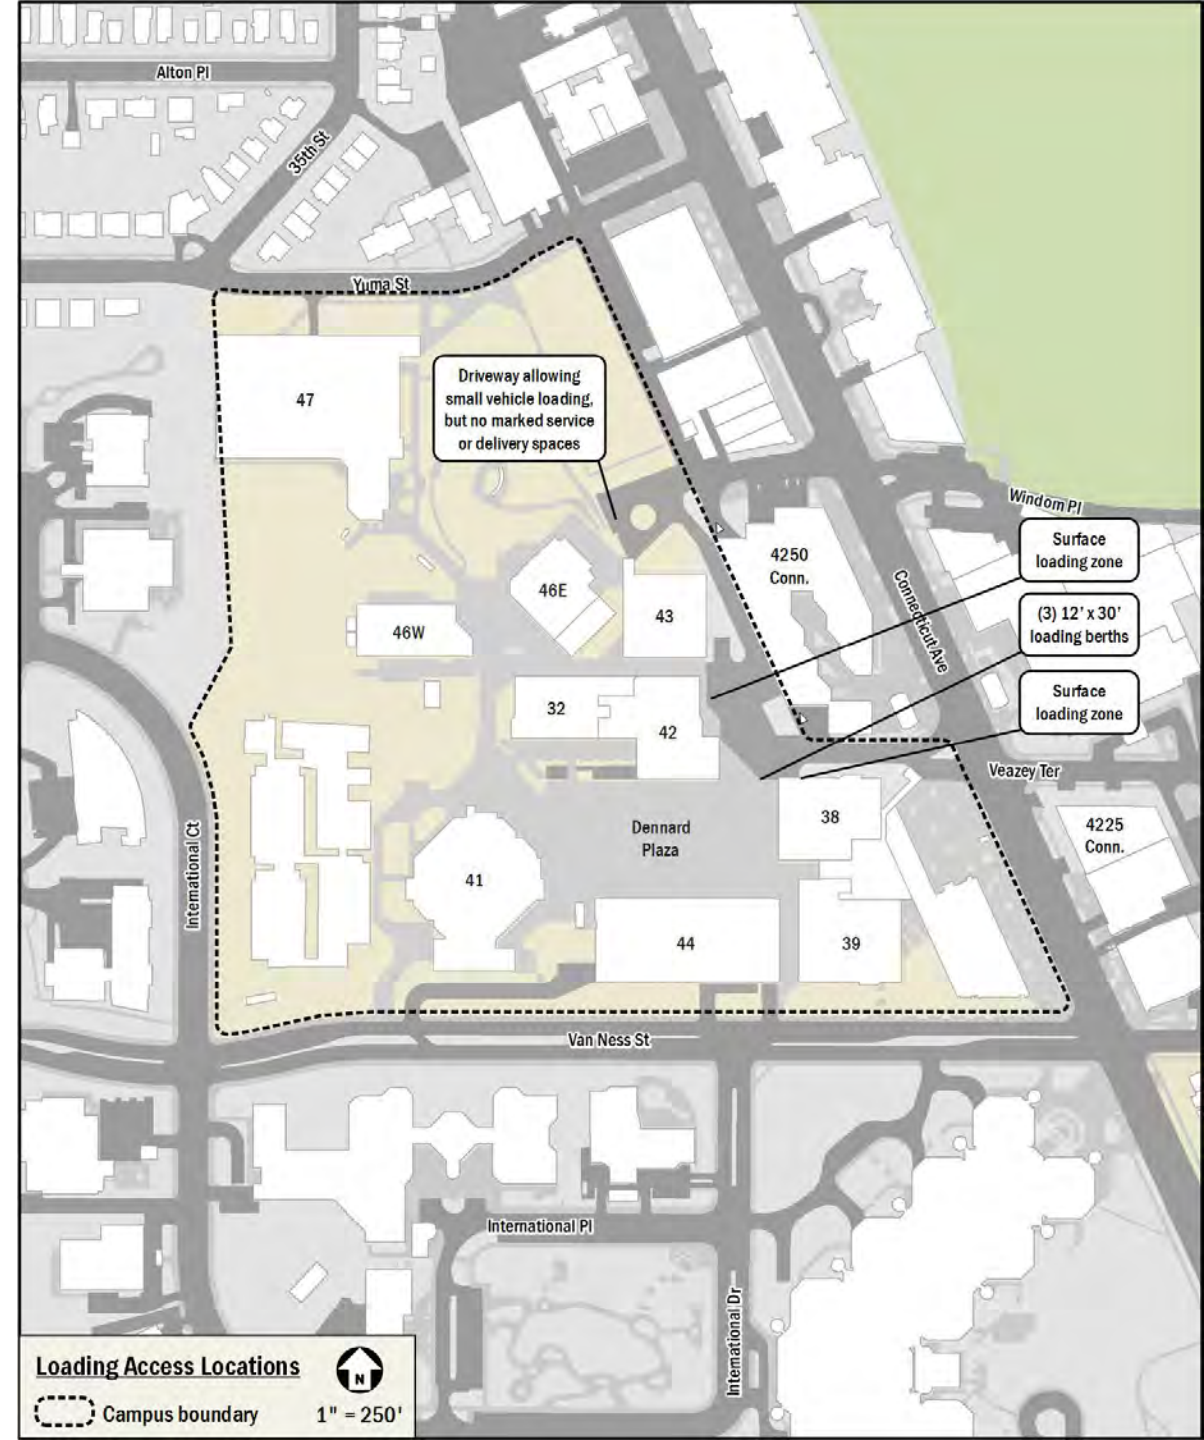 Alton Pl
35th St
Yuma St
Driveway allowing
small vehicle loading,
but no marked service
or delivery spaces
47
Windom Pl
Surface
loading zone
4250
Conn.
46E
43
46W
Connecticut Ave
(3) 12' x 30'
loading berths
Surface
loading zone
32
42
Veazey Ter
Dennard
Plaza
38
4225
Conn.
International Ct
41
44
39
Van Ness St
International Pl
International Dr
Loading Access Locations
N
Campus boundary
1" = 250'